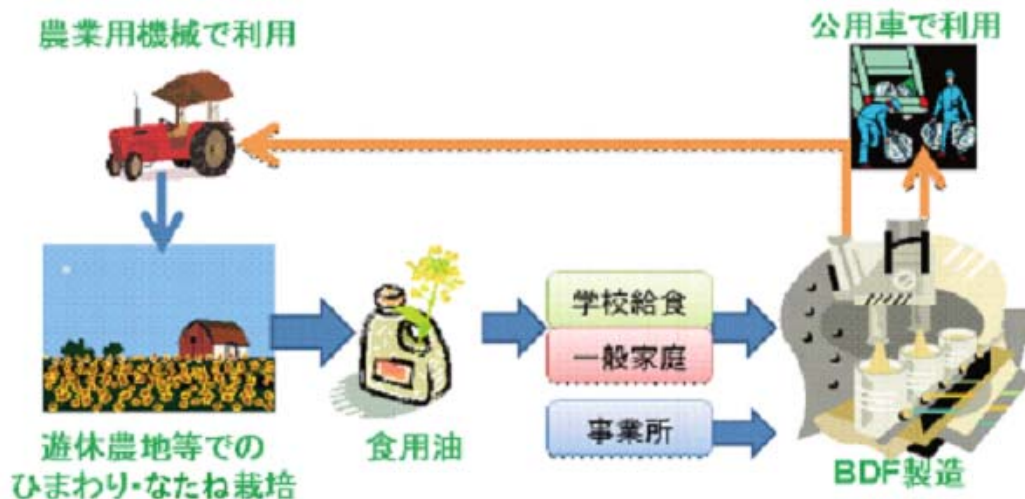 農業用機械で利用
公用車で利用
学校給食
一般家庭
事業所
遊休農地等での
ひまわり・なたね栽培
食用油
BDF製造